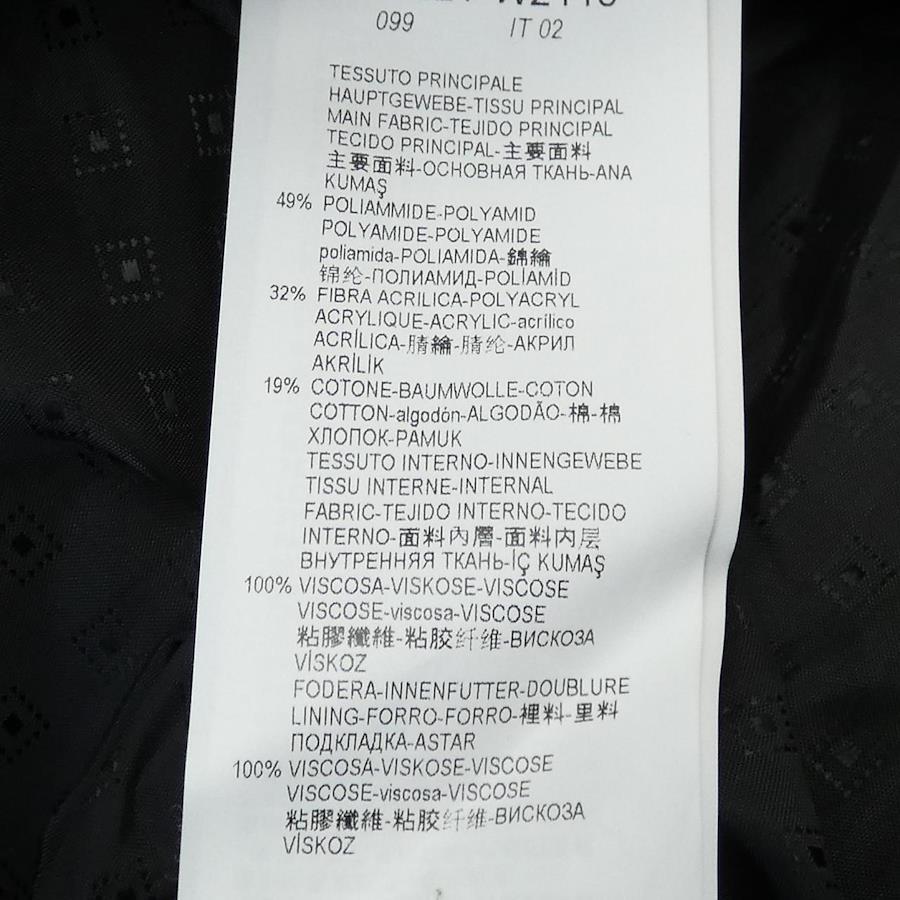 099 IT 02
TESSUTO PRINCIPALE
HAUPTGEWEBE-TISSU PRINCIPAL
MAIN FABRIC-TEJIDO PRINCIPAL
TECIDO PRINCIPAL-主要面料
主要面料-ОСНОВНАЯ ТКАНЬ-ANA
KUMAŞ
49% POLIAMMIDE-POLYAMID
POLYAMIDE-POLYAMIDE
poliamida-POLIAMIDA-錦綸
锦纶-ПОЛИАМИД-POLİAMİD
32% FIBRA ACRILICA-POLYACRYL
ACRYLIQUE-ACRYLIC-acrílico
ACRÍLICA-腈綸-腈纶-АКРИЛ
AKRİLİK
19% COTONE-BAUMWOLLE-COTON
COTTON-algodón-ALGODÃO-棉-棉
ХЛОПОК-PAMUK
TESSUTO INTERNO-INNENGEWEBE
TISSU INTERNE-INTERNAL
FABRIC-TEJIDO INTERNO-TECIDO
INTERNO-面料內層-面料内层
ВНУТРЕННЯЯ ТКАНЬ-İÇ KUMAŞ
100% VISCOSA-VISKOSE-VISCOSE
VISCOSE-viscosa-VISCOSE
粘膠纖維-粘胶纤维-ВИСКОЗА
VİSKOZ
FODERA-INNENFUTTER-DOUBLURE
LINING-FORRO-FORRO-裡料-里料
ПОДКЛАДКА-ASTAR
100% VISCOSA-VISKOSE-VISCOSE
VISCOSE-viscosa-VISCOSE
粘膠纖維-粘胶纤维-ВИСКОЗА
VİSKOZ